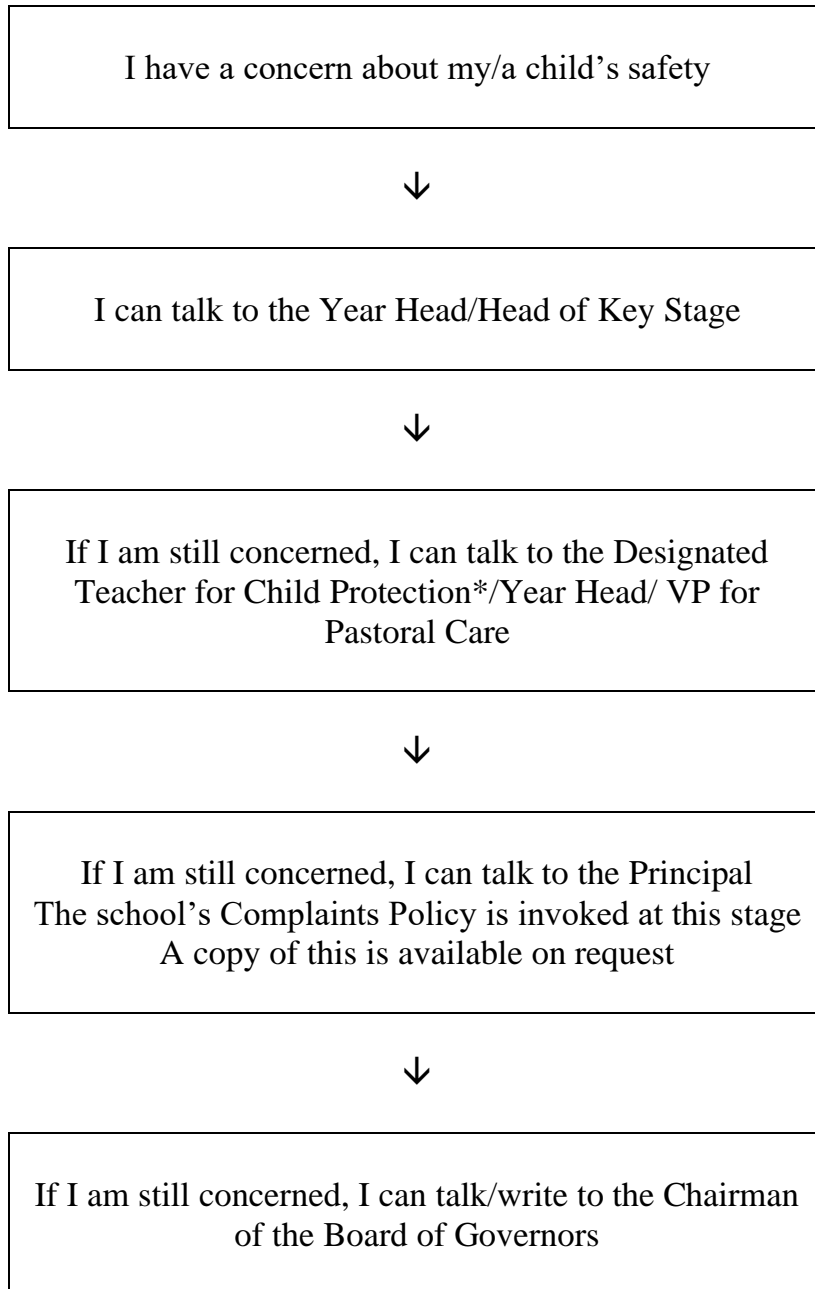 I have a concern about my/a child’s safety
↓
I can talk to the Year Head/Head of Key Stage
↓
If I am still concerned, I can talk to the Designated
Teacher for Child Protection*/Year Head/ VP for
Pastoral Care
↓
If I am still concerned, I can talk to the Principal
The school’s Complaints Policy is invoked at this stage
A copy of this is available on request
↓
If I am still concerned, I can talk/write to the Chairman
of the Board of Governors